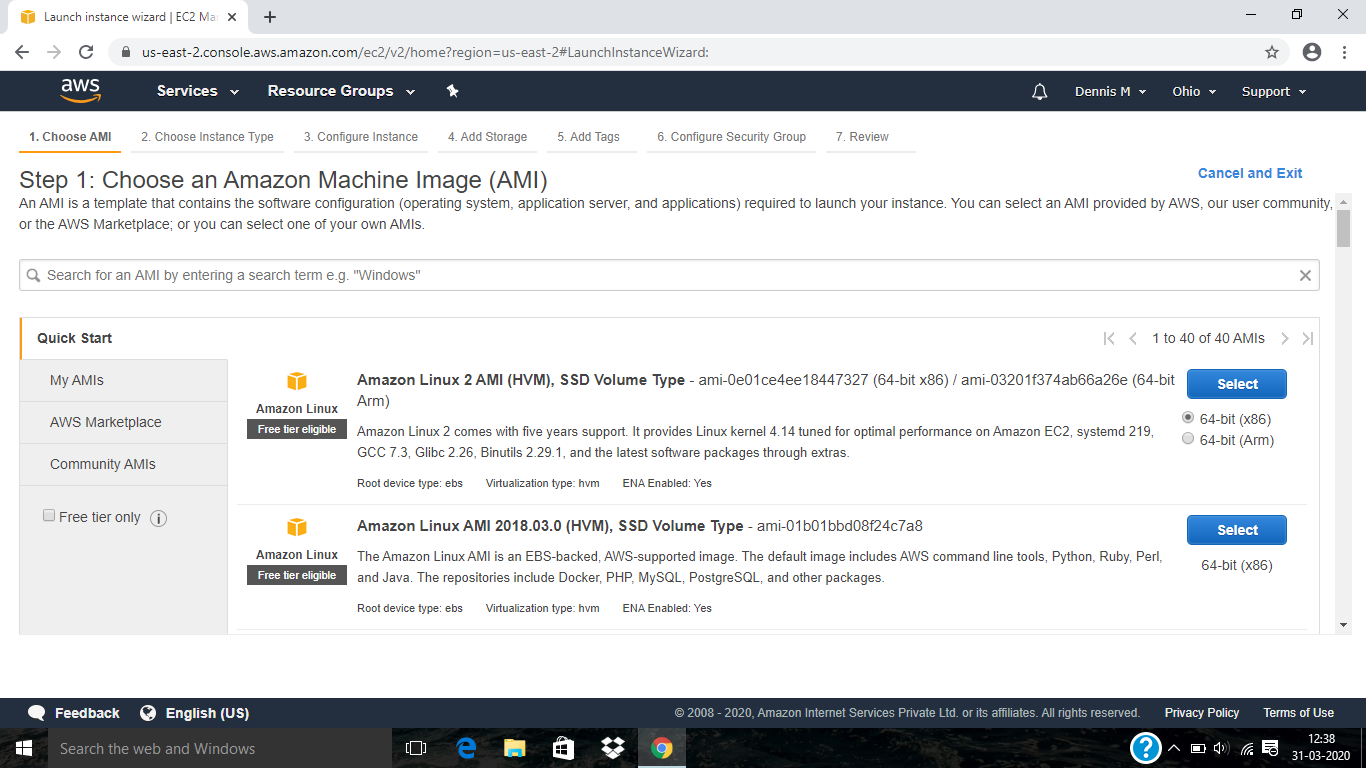 Launch instance wizard | EC2 Ma
us-east-2.console.aws.amazon.com/ec2/v2/home?region=us-east-2#LaunchInstanceWizard:
aws Services Resource Groups Dennis M Ohio Support
1. Choose AMI 2. Choose Instance Type 3. Configure Instance 4. Add Storage 5. Add Tags 6. Configure Security Group 7. Review
Step 1: Choose an Amazon Machine Image (AMI)
Cancel and Exit
An AMI is a template that contains the software configuration (operating system, application server, and applications) required to launch your instance. You can select an AMI provided by AWS, our user community,
or the AWS Marketplace; or you can select one of your own AMIs.
Search for an AMI by entering a search term e.g. "Windows"
Quick Start
1 to 40 of 40 AMIs
My AMIs
AWS Marketplace
Community AMIs
Free tier only
Amazon Linux
Free tier eligible
Amazon Linux 2 AMI (HVM), SSD Volume Type - ami-0e01ce4ee18447327 (64-bit x86) / ami-03201f374ab66a26e (64-bit
Arm)
Amazon Linux 2 comes with five years support. It provides Linux kernel 4.14 tuned for optimal performance on Amazon EC2, systemd 219,
GCC 7.3, Glibc 2.26, Binutils 2.29.1, and the latest software packages through extras.
Root device type: ebs Virtualization type: hvm ENA Enabled: Yes
Select
64-bit (x86)
64-bit (Arm)
Amazon Linux
Free tier eligible
Amazon Linux AMI 2018.03.0 (HVM), SSD Volume Type - ami-01b01bbd08f24c7a8
The Amazon Linux AMI is an EBS-backed, AWS-supported image. The default image includes AWS command line tools, Python, Ruby, Perl,
and Java. The repositories include Docker, PHP, MySQL, PostgreSQL, and other packages.
Root device type: ebs Virtualization type: hvm ENA Enabled: Yes
Select
64-bit (x86)
Feedback English (US) © 2008 - 2020, Amazon Internet Services Private Ltd. or its affiliates. All rights reserved. Privacy Policy Terms of Use
Search the web and Windows
12:38
31-03-2020